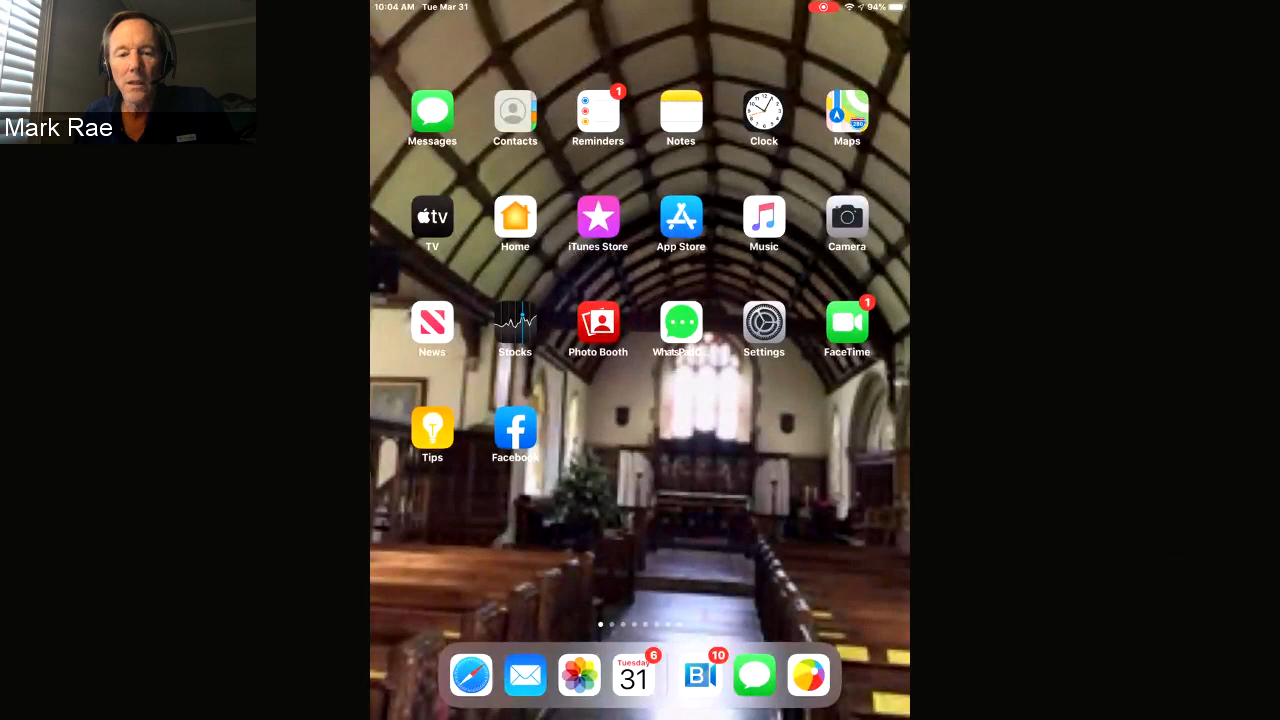 10:04 AM Tue Mar 31
94%
Mark Rae
1
Messages Contacts Reminders Notes Clock Maps
280
tv
TV Home iTunes Store App Store Music Camera
1
News Stocks Photo Booth WhatsPad... Settings FaceTime
Tips Facebook
6 10
Tuesday
31
B